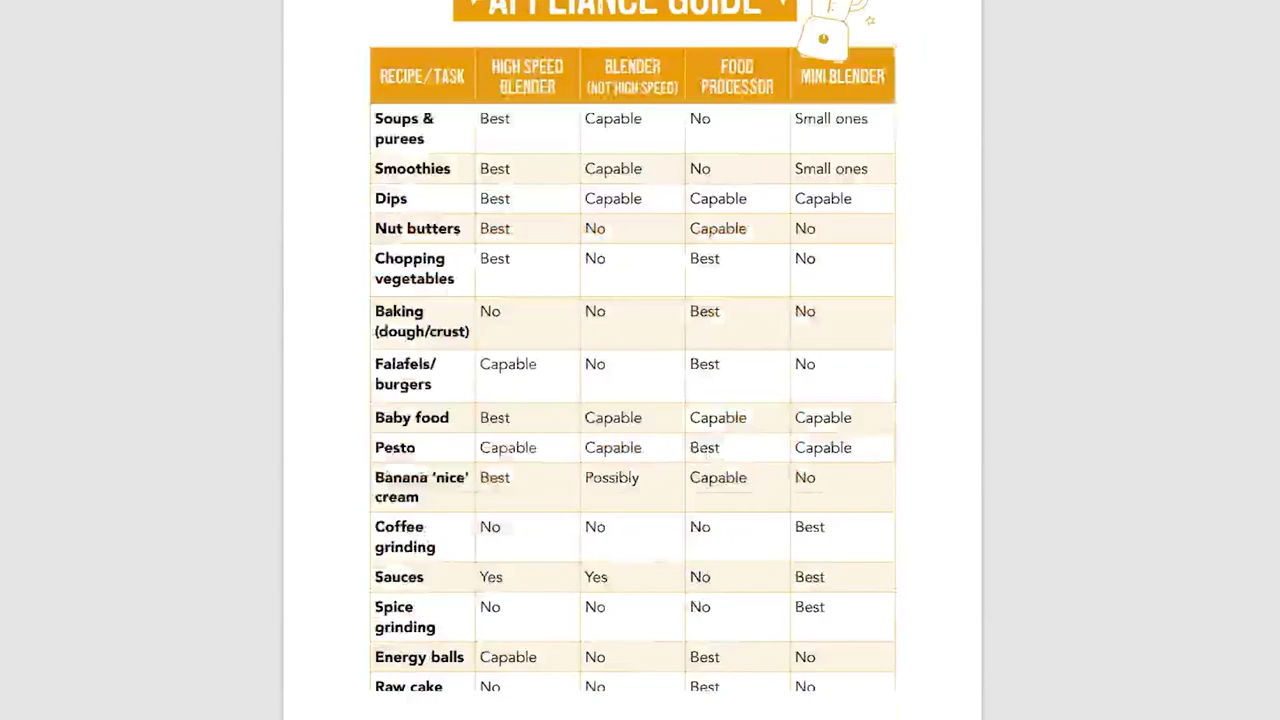 APPLIANCE GUIDE
RECIPE/TASK HIGH SPEED BLENDER BLENDER (NOT HIGH SPEED) FOOD PROCESSOR MINI BLENDER
Soups & purees Best Capable No Small ones
Smoothies Best Capable No Small ones
Dips Best Capable Capable Capable
Nut butters Best No Capable No
Chopping vegetables Best No Best No
Baking (dough/crust) No No Best No
Falafels/ burgers Capable No Best No
Baby food Best Capable Capable Capable
Pesto Capable Capable Best Capable
Banana ‘nice’ cream Best Possibly Capable No
Coffee grinding No No No Best
Sauces Yes Yes No Best
Spice grinding No No No Best
Energy balls Capable No Best No
Raw cake No No Best No